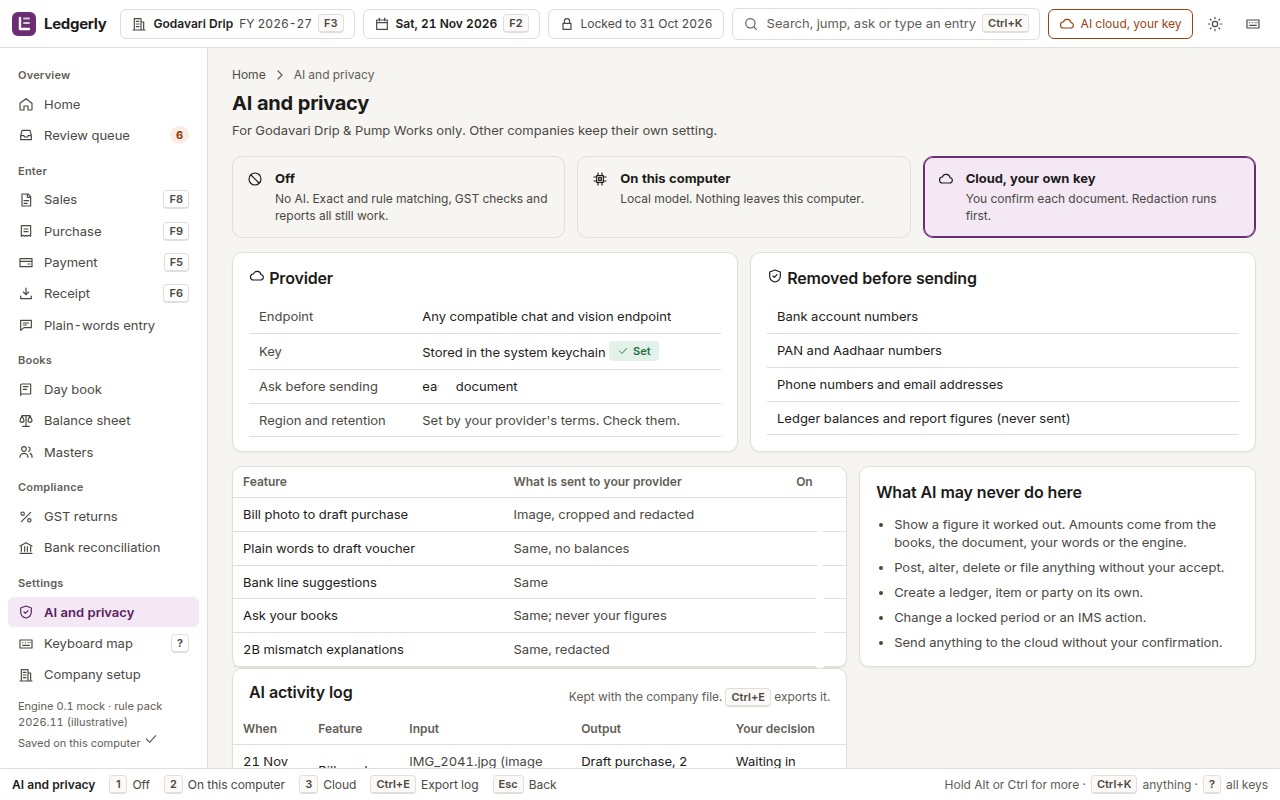 Ledgerly
Godavari Drip FY 2026-27 F3
Sat, 21 Nov 2026 F2
Locked to 31 Oct 2026
Search, jump, ask or type an entry Ctrl+K
AI cloud, your key
Overview
Home
Review queue 6
Enter
Sales F8
Purchase F9
Payment F5
Receipt F6
Plain-words entry
Books
Day book
Balance sheet
Masters
Compliance
GST returns
Bank reconciliation
Settings
AI and privacy
Keyboard map ?
Company setup
Engine 0.1 mock · rule pack
2026.11 (illustrative)
Saved on this computer
Home > AI and privacy
AI and privacy
For Godavari Drip & Pump Works only. Other companies keep their own setting.
Off
No AI. Exact and rule matching, GST checks and
reports all still work.
On this computer
Local model. Nothing leaves this computer.
Cloud, your own key
You confirm each document. Redaction runs
first.
Provider
Endpoint Any compatible chat and vision endpoint
Key Stored in the system keychain Set
Ask before sending ea document
Region and retention Set by your provider's terms. Check them.
Removed before sending
Bank account numbers
PAN and Aadhaar numbers
Phone numbers and email addresses
Ledger balances and report figures (never sent)
Feature What is sent to your provider On
Bill photo to draft purchase Image, cropped and redacted
Plain words to draft voucher Same, no balances
Bank line suggestions Same
Ask your books Same; never your figures
2B mismatch explanations Same, redacted
What AI may never do here
• Show a figure it worked out. Amounts come from the
books, the document, your words or the engine.
• Post, alter, delete or file anything without your accept.
• Create a ledger, item or party on its own.
• Change a locked period or an IMS action.
• Send anything to the cloud without your confirmation.
AI activity log Kept with the company file. Ctrl+E exports it.
When Feature Input Output Your decision
21 Nov IMG_2041.jpg (image Draft purchase, 2 Waiting in
AI and privacy 1 Off 2 On this computer 3 Cloud Ctrl+E Export log Esc Back
Hold Alt or Ctrl for more · Ctrl+K anything · ? all keys